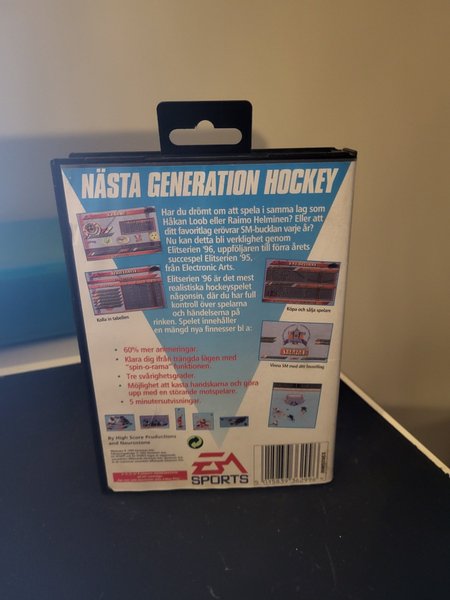 NÄSTA GENERATION HOCKEY
Har du drömt om att spela i samma lag som
Håkan Loob eller Raimo Helminen? Eller att
ditt favoritlag erövrar SM-bucklan varje år?
Nu kan detta bli verklighet genom
Elitserien '96, uppföljaren till förra årets
succespel Elitserien '95,
från Electronic Arts.
Elitserien '96 är det mest
realistiska hockeyspelet
någonsin, där du har full
kontroll över spelarna
och händelserna på
rinken. Spelet innehåller
en mängd nya finnesser bl a:
Kolla in tabellen
Köpa och sälja spelare
Vinna SM med ditt favoritlag
• 60% mer animeringar.
• Klara dig ifrån trängda lägen med
"spin-o-rama" funktionen.
• Tre svårighetsgrader.
• Möjlighet att kasta handskarna och göra
upp med en störande motspelare.
• 5 minutersutvisningar.
By High Score Productions
and Neurostone
EA
SPORTS